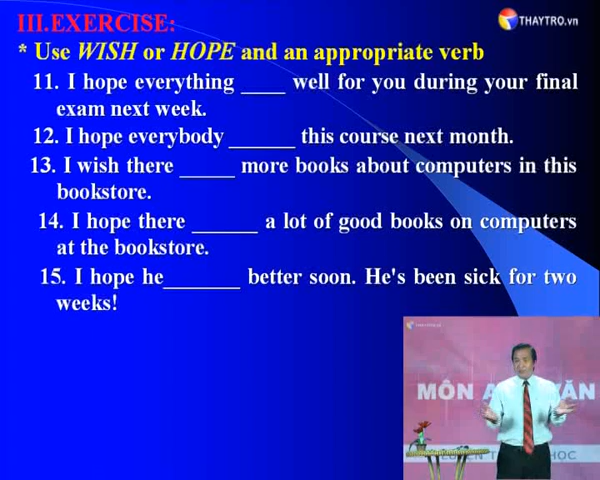 III.EXERCISE:
THAYTRO.vn
* Use WISH or HOPE and an appropriate verb
11. I hope everything ____ well for you during your final
exam next week.
12. I hope everybody ______ this course next month.
13. I wish there _____ more books about computers in this
bookstore.
14. I hope there ______ a lot of good books on computers
at the bookstore.
15. I hope he_______ better soon. He's been sick for two
weeks!
MÔN A VĂN
HỌC